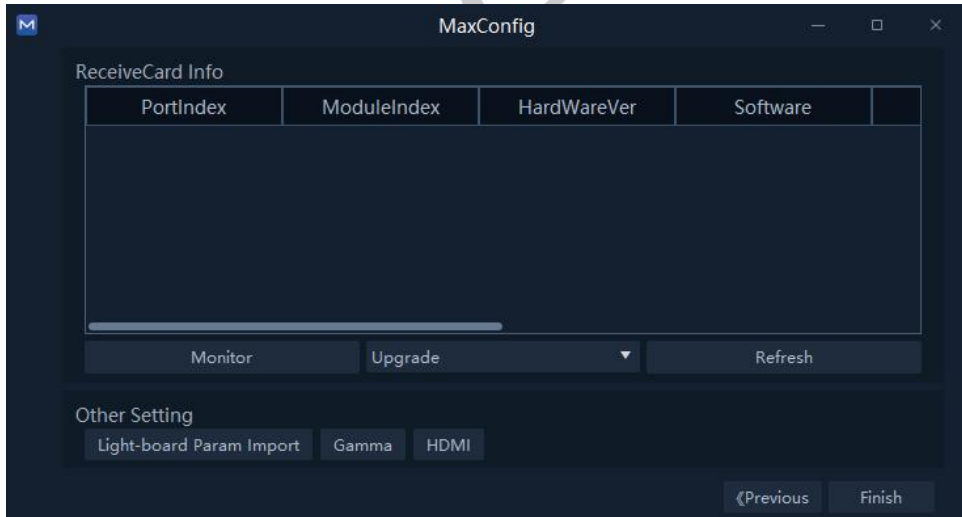 MaxConfig
ReceiveCard Info
PortIndex ModuleIndex HardWareVer Software
Monitor Upgrade Refresh
Other Setting
Light-board Param Import Gamma HDMI
《Previous Finish